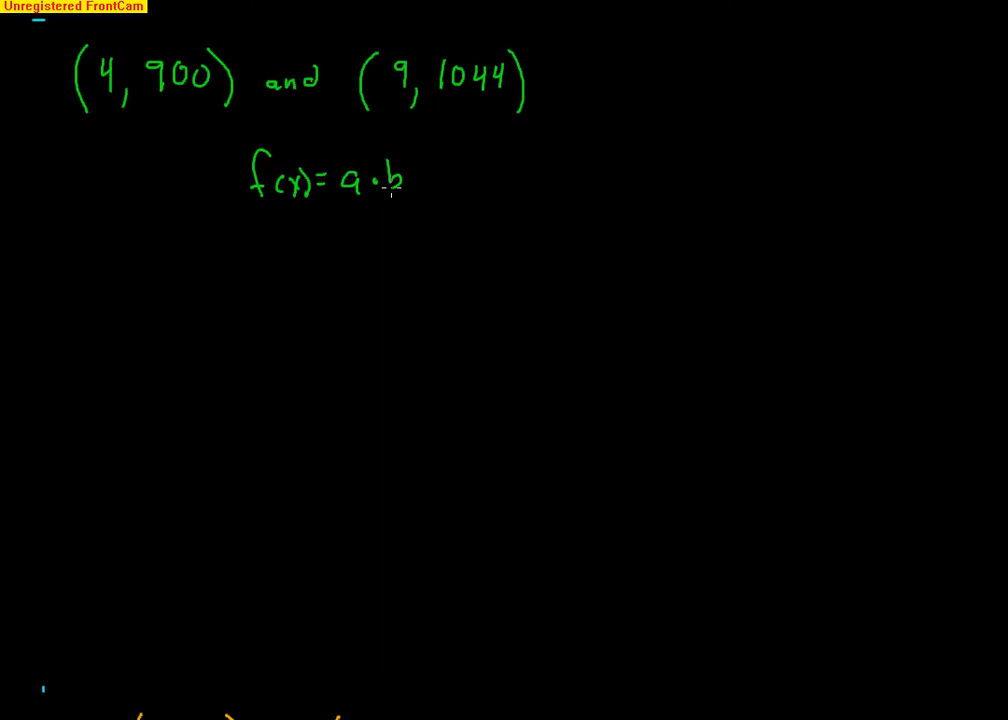 Unregistered FrontCam
(4, 900) and (9, 1044)
f(x)= a · b